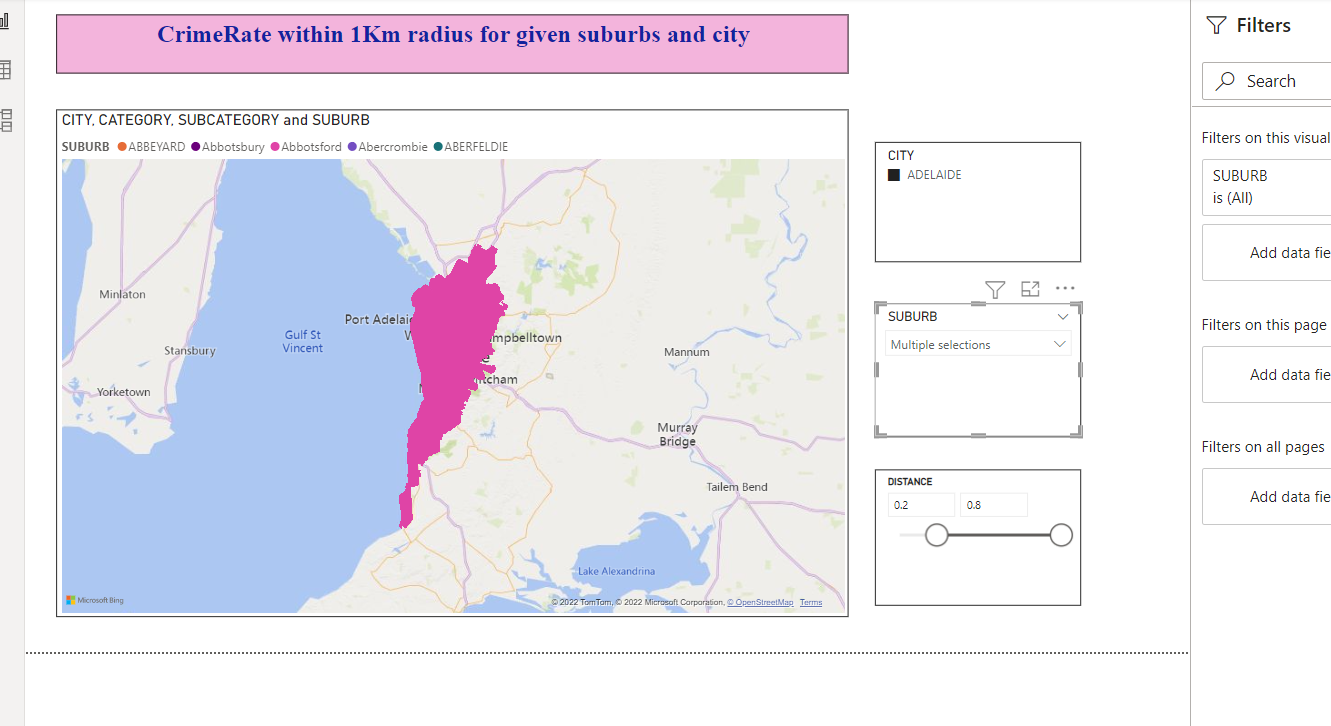 CrimeRate within 1Km radius for given suburbs and city
CITY, CATEGORY, SUBCATEGORY and SUBURB
SUBURB ABBEYARD Abbotsbury Abbotsford Abercrombie ABERFELDIE
Minlaton
Gulf St
Vincent
Port Adelai
mpbelltown
Stansbury
Mannum
tcham
Yorketown
Murray
Bridge
Tailem Bend
Lake Alexandrina
Microsoft Bing
© 2022 TomTom, © 2022 Microsoft Corporation, © OpenStreetMap Terms
CITY
ADELAIDE
SUBURB
Multiple selections
DISTANCE
0.2 0.8
Filters
Search
Filters on this visual
SUBURB
is (All)
Add data fie
Filters on this page
Add data fie
Filters on all pages
Add data fie